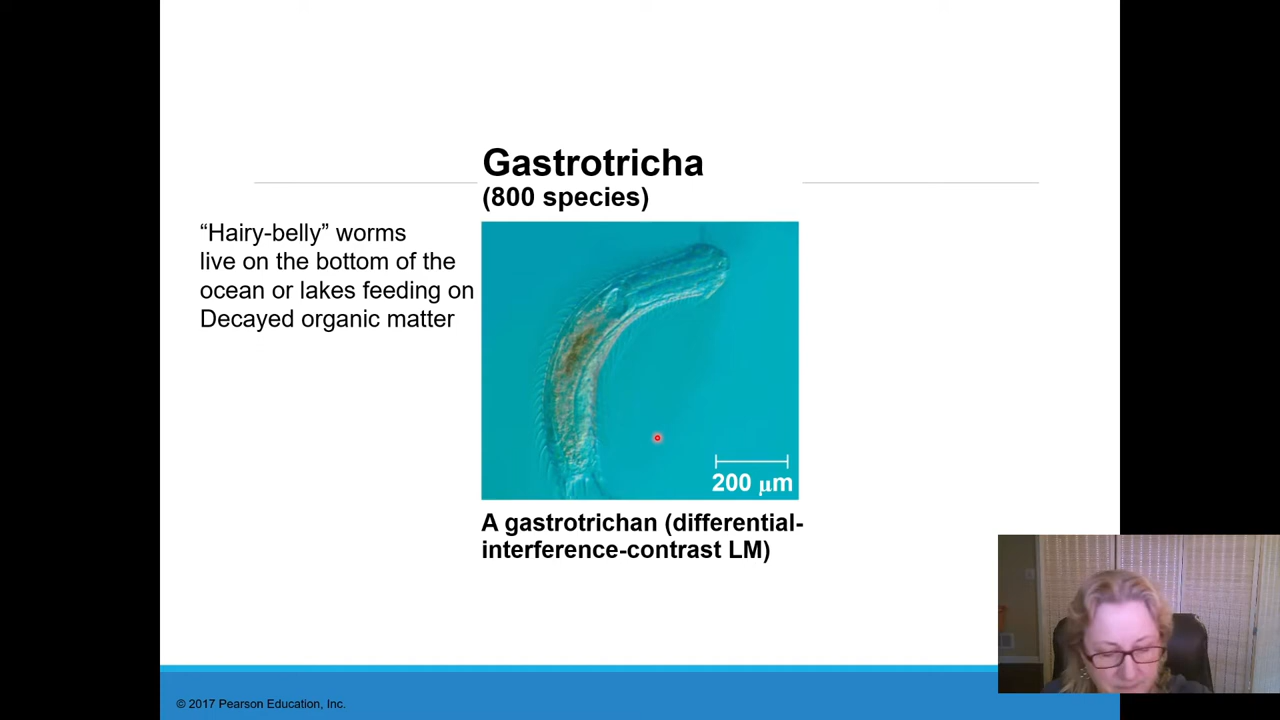 Gastrotricha
(800 species)
“Hairy-belly” worms
live on the bottom of the
ocean or lakes feeding on
Decayed organic matter
200 μm
A gastrotrichan (differential-
interference-contrast LM)
© 2017 Pearson Education, Inc.